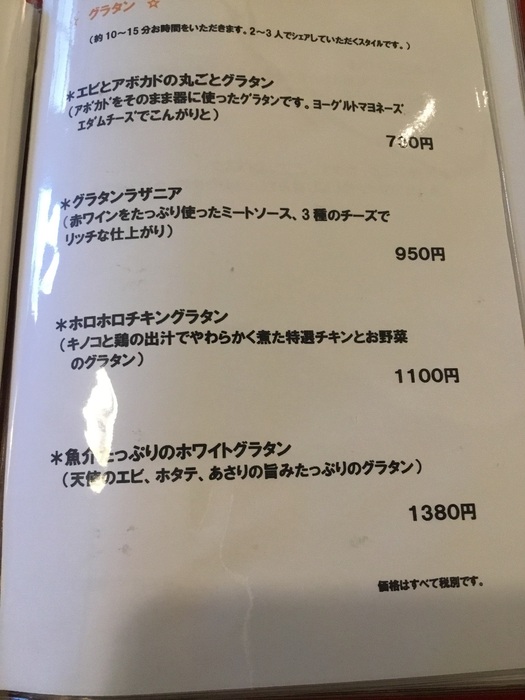 ☆ グラタン ☆
（約10～15分お時間をいただきます。2～3人でシェアしていただくスタイルです。）
＊エビとアボカドの丸ごとグラタン
（アボカドをそのまま器に使ったグラタンです。ヨーグルトマヨネーズ
エダムチーズでこんがりと）
円
＊グラタンラザニア
（赤ワインをたっぷり使ったミートソース、3種のチーズで
リッチな仕上がり）
950円
＊ホロホロチキングラタン
（キノコと鶏の出汁でやわらかく煮た特選チキンとお野菜
のグラタン）
1100円
＊魚介たっぷりのホワイトグラタン
（天使のエビ、ホタテ、あさりの旨みたっぷりのグラタン）
1380円
価格はすべて税別です。